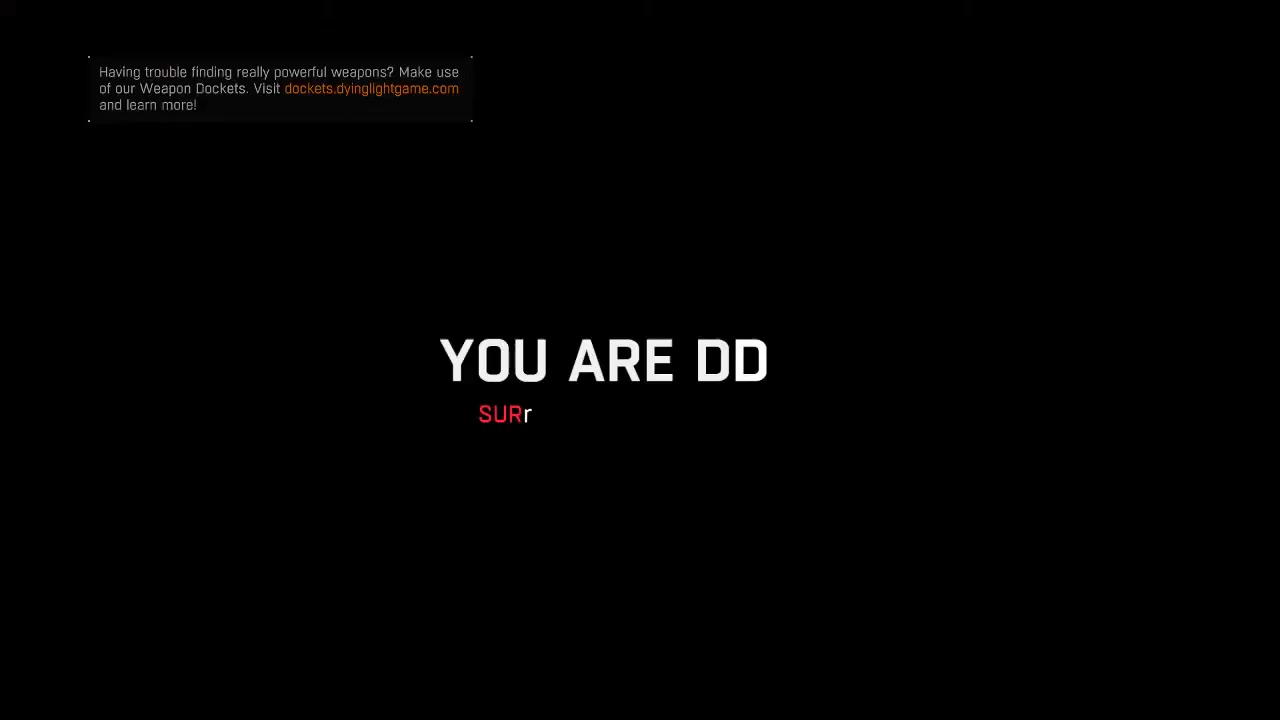 Having trouble finding really powerful weapons? Make use
of our Weapon Dockets. Visit dockets.dyinglightgame.com
and learn more!
YOU ARE DD
SURr